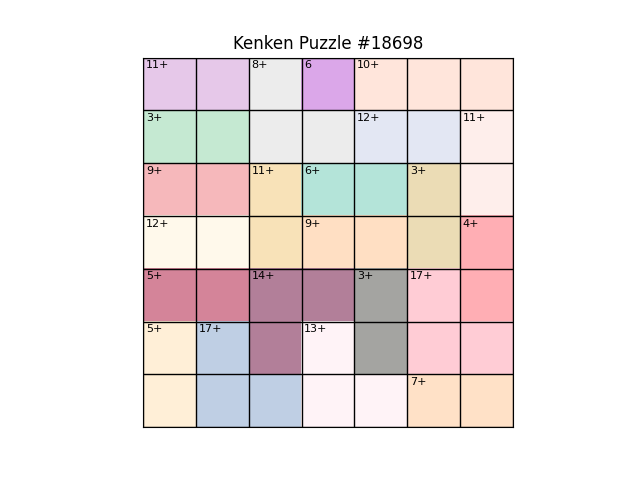 Kenken Puzzle #18698
11+ 8+ 6 10+
3+ 12+ 11+
9+ 11+ 6+ 3+
12+ 9+ 4+
5+ 14+ 3+ 17+
5+ 17+ 13+
7+